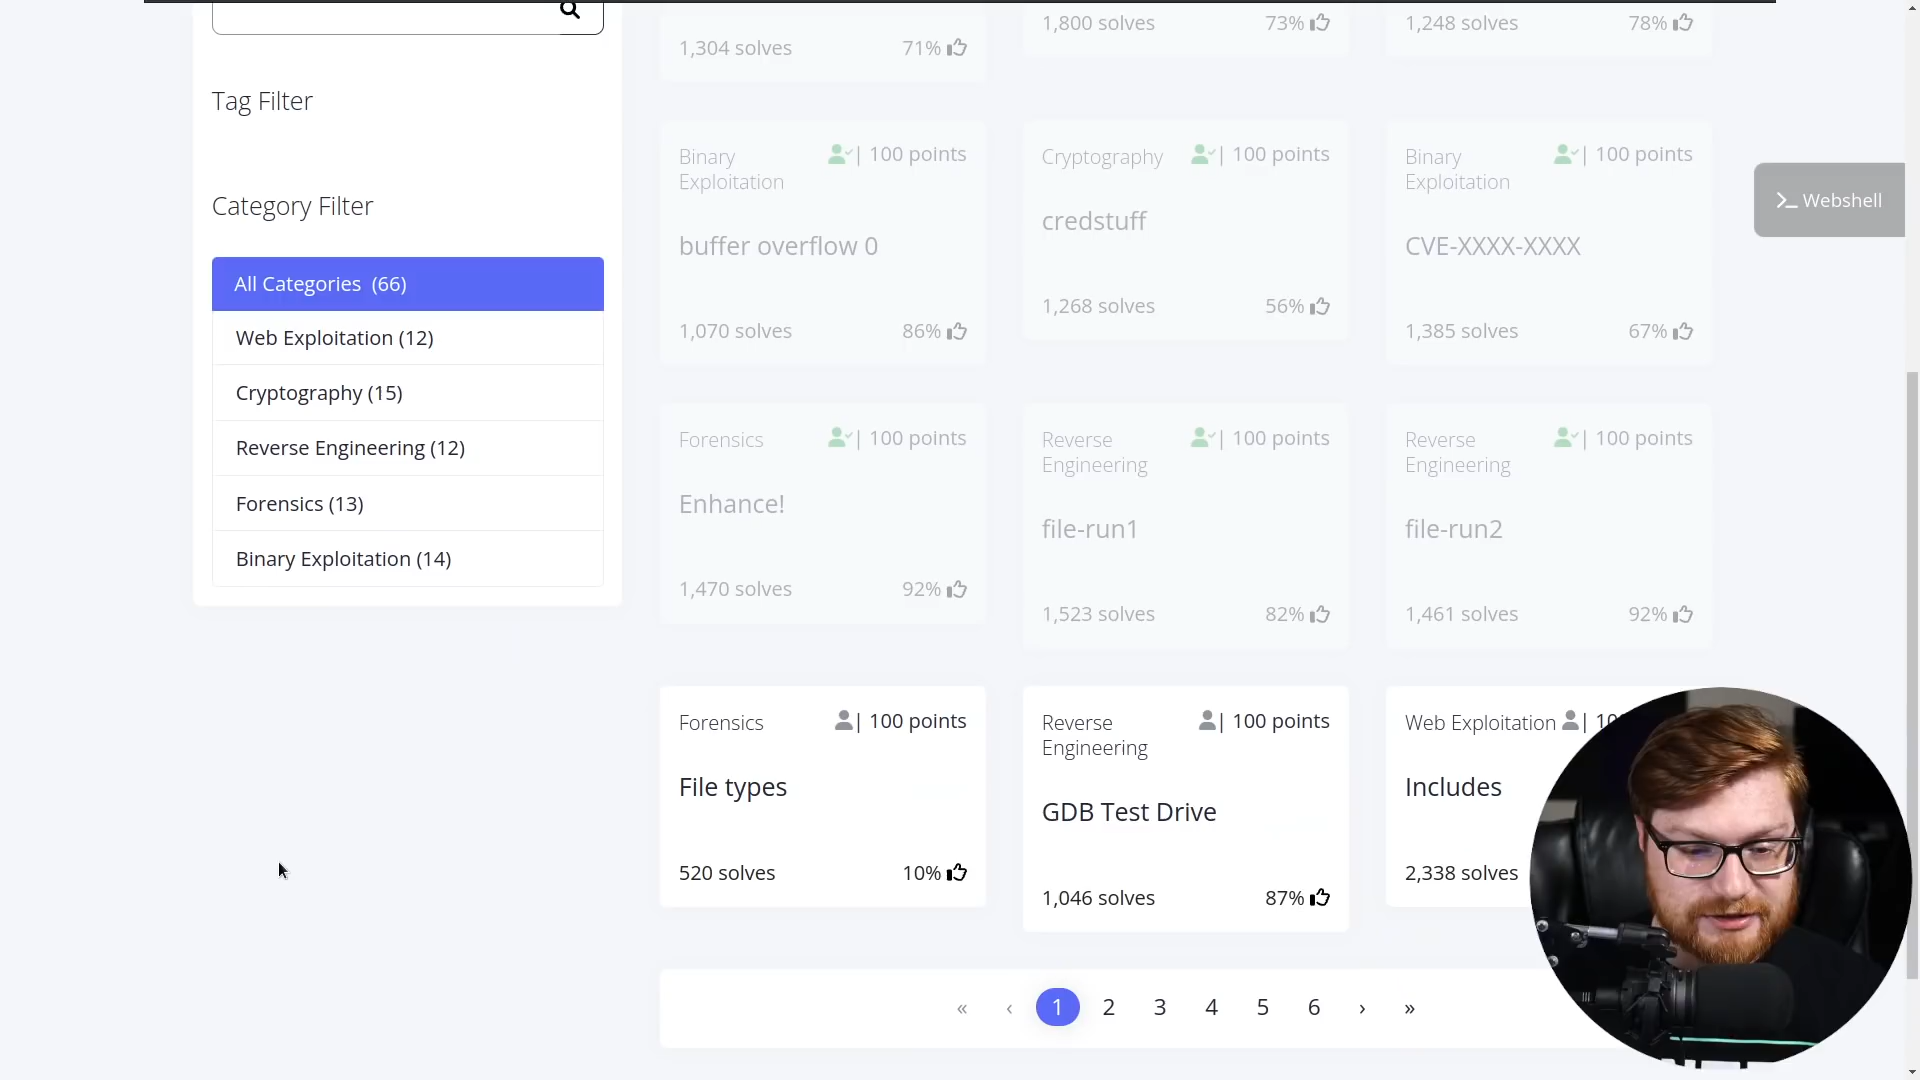 1,304 solves
71%
1,800 solves
73%
1,248 solves
78%
Tag Filter
Category Filter
All Categories (66)
Web Exploitation (12)
Cryptography (15)
Reverse Engineering (12)
Forensics (13)
Binary Exploitation (14)
Binary
Exploitation
| 100 points
buffer overflow 0
1,070 solves
86%
Cryptography
| 100 points
credstuff
1,268 solves
56%
Binary
Exploitation
| 100 points
CVE-XXXX-XXXX
1,385 solves
67%
>_ Webshell
Forensics
| 100 points
Enhance!
1,470 solves
92%
Reverse
Engineering
| 100 points
file-run1
1,523 solves
82%
Reverse
Engineering
| 100 points
file-run2
1,461 solves
92%
Forensics
| 100 points
File types
520 solves
10%
Reverse
Engineering
| 100 points
GDB Test Drive
1,046 solves
87%
Web Exploitation
Includes
2,338 solves
« ‹ 1 2 3 4 5 6 › »